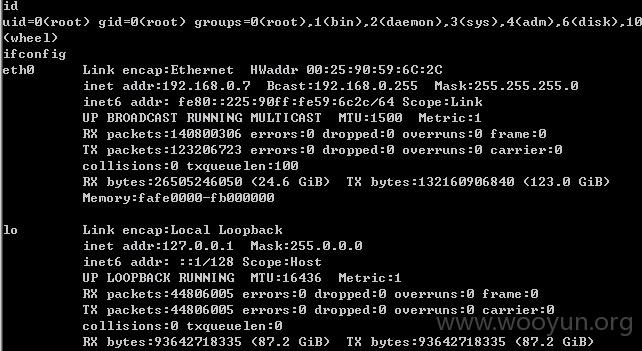 id
uid=0(root) gid=0(root) groups=0(root),1(bin),2(daemon),3(sys),4(adm),6(disk),10
(wheel)
ifconfig
eth0 Link encap:Ethernet HWaddr 00:25:90:59:6C:2C
inet addr:192.168.0.7 Bcast:192.168.0.255 Mask:255.255.255.0
inet6 addr: fe80::225:90ff:fe59:6c2c/64 Scope:Link
UP BROADCAST RUNNING MULTICAST MTU:1500 Metric:1
RX packets:140800306 errors:0 dropped:0 overruns:0 frame:0
TX packets:123206723 errors:0 dropped:0 overruns:0 carrier:0
collisions:0 txqueuelen:100
RX bytes:26505246050 (24.6 GiB) TX bytes:132160906840 (123.0 GiB)
Memory:fafe0000-fb000000
lo Link encap:Local Loopback
inet addr:127.0.0.1 Mask:255.0.0.0
inet6 addr: ::1/128 Scope:Host
UP LOOPBACK RUNNING MTU:16436 Metric:1
RX packets:44806005 errors:0 dropped:0 overruns:0 frame:0
TX packets:44806005 errors:0 dropped:0 overruns:0 carrier:0
collisions:0 txqueuelen:0
RX bytes:93642718335 (87.2 GiB) TX bytes:93642718335 (87.2 GiB)
www.wooyun.org